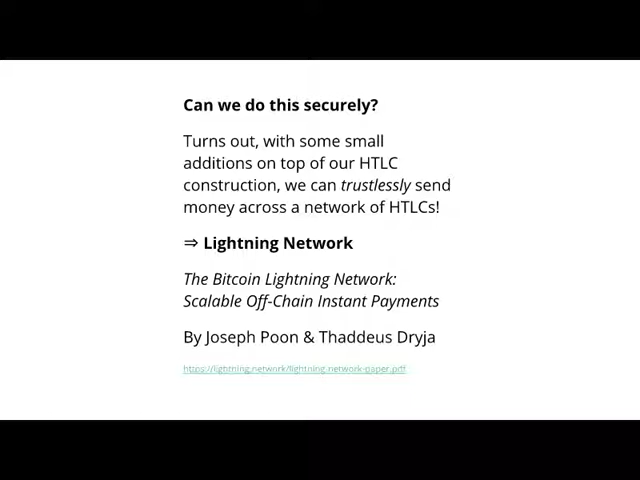 Can we do this securely?
Turns out, with some small
additions on top of our HTLC
construction, we can trustlessly send
money across a network of HTLCs!
⇒ Lightning Network
The Bitcoin Lightning Network:
Scalable Off-Chain Instant Payments
By Joseph Poon & Thaddeus Dryja
https://lightning.network/lightning-network-paper.pdf